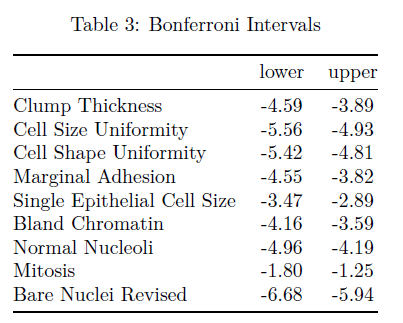 Table 3: Bonferroni Intervals
lower upper
Clump Thickness -4.59 -3.89
Cell Size Uniformity -5.56 -4.93
Cell Shape Uniformity -5.42 -4.81
Marginal Adhesion -4.55 -3.82
Single Epithelial Cell Size -3.47 -2.89
Bland Chromatin -4.16 -3.59
Normal Nucleoli -4.96 -4.19
Mitosis -1.80 -1.25
Bare Nuclei Revised -6.68 -5.94